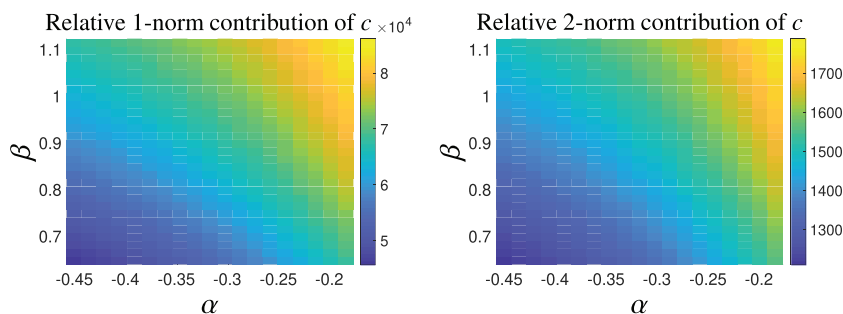 Relative 1-norm contribution of c ×10⁴
1.1
1
0.9
0.8
0.7
β
-0.45 -0.4 -0.35 -0.3 -0.25 -0.2
α
8
7
6
5
Relative 2-norm contribution of c
1.1
1
0.9
0.8
0.7
β
-0.45 -0.4 -0.35 -0.3 -0.25 -0.2
α
1700
1600
1500
1400
1300